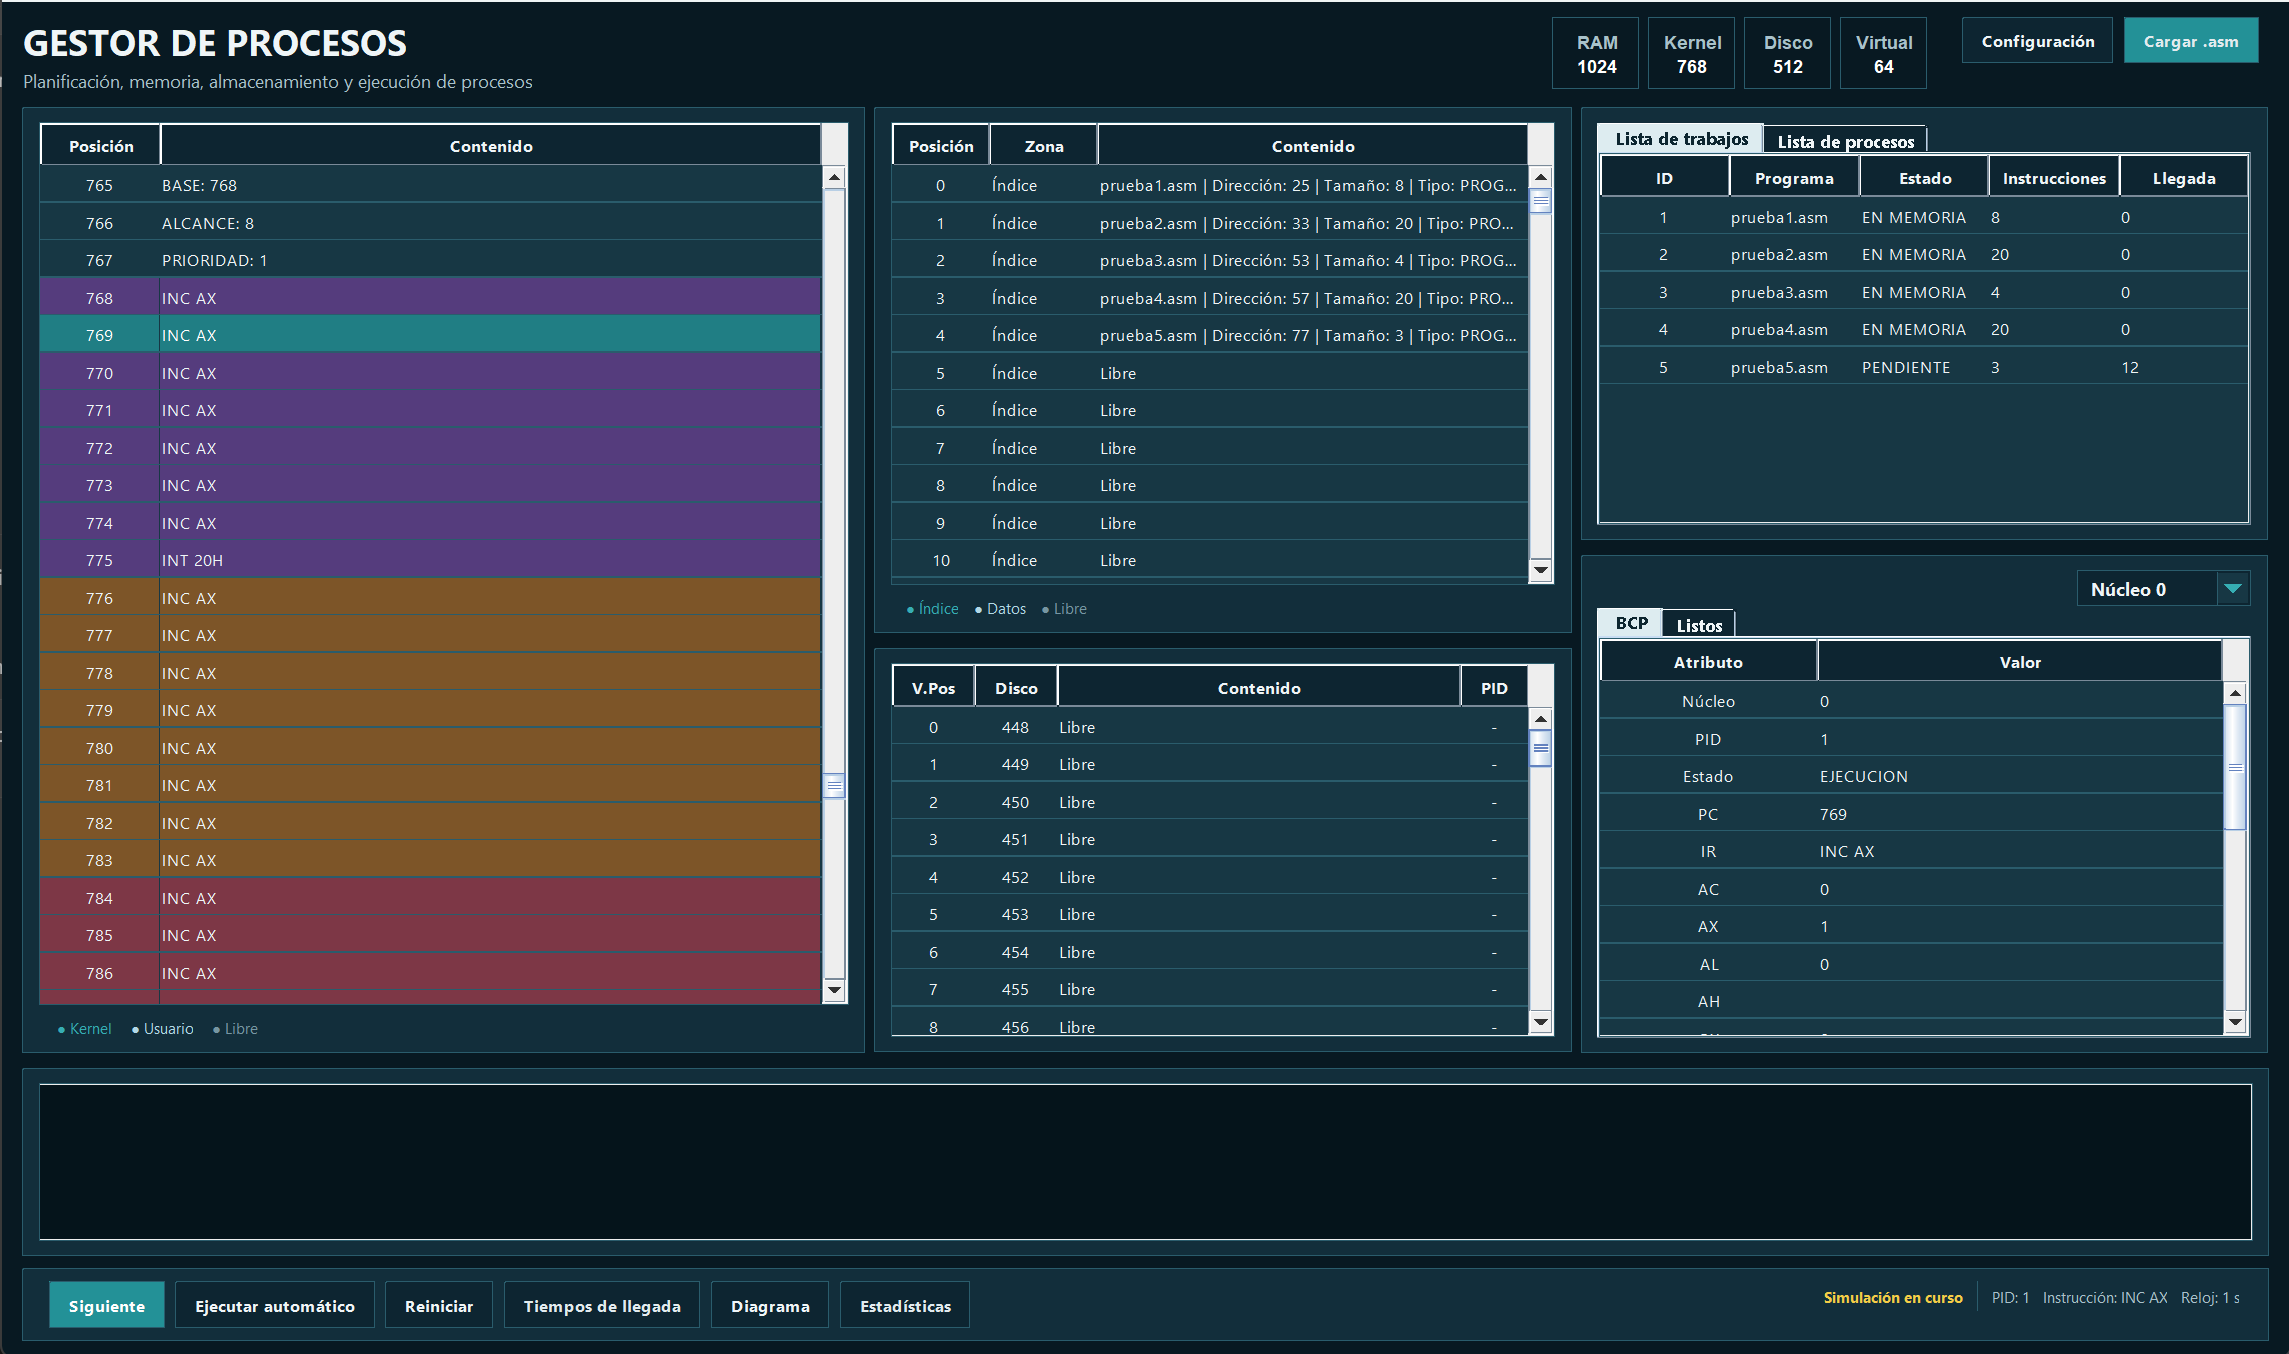 GESTOR DE PROCESOS
Planificación, memoria, almacenamiento y ejecución de procesos
RAM 1024
Kernel 768
Disco 512
Virtual 64
Configuración
Cargar .asm
Posición Contenido
765 BASE: 768
766 ALCANCE: 8
767 PRIORIDAD: 1
768 INC AX
769 INC AX
770 INC AX
771 INC AX
772 INC AX
773 INC AX
774 INC AX
775 INT 20H
776 INC AX
777 INC AX
778 INC AX
779 INC AX
780 INC AX
781 INC AX
782 INC AX
783 INC AX
784 INC AX
785 INC AX
786 INC AX
● Kernel ● Usuario ● Libre
Posición Zona Contenido
0 Índice prueba1.asm | Dirección: 25 | Tamaño: 8 | Tipo: PROG...
1 Índice prueba2.asm | Dirección: 33 | Tamaño: 20 | Tipo: PRO...
2 Índice prueba3.asm | Dirección: 53 | Tamaño: 4 | Tipo: PROG...
3 Índice prueba4.asm | Dirección: 57 | Tamaño: 20 | Tipo: PRO...
4 Índice prueba5.asm | Dirección: 77 | Tamaño: 3 | Tipo: PROG...
5 Índice Libre
6 Índice Libre
7 Índice Libre
8 Índice Libre
9 Índice Libre
10 Índice Libre
● Índice ● Datos ● Libre
V.Pos Disco Contenido PID
0 448 Libre -
1 449 Libre -
2 450 Libre -
3 451 Libre -
4 452 Libre -
5 453 Libre -
6 454 Libre -
7 455 Libre -
8 456 Libre -
Lista de trabajos Lista de procesos
ID Programa Estado Instrucciones Llegada
1 prueba1.asm EN MEMORIA 8 0
2 prueba2.asm EN MEMORIA 20 0
3 prueba3.asm EN MEMORIA 4 0
4 prueba4.asm EN MEMORIA 20 0
5 prueba5.asm PENDIENTE 3 12
Núcleo 0
BCP Listos
Atributo Valor
Núcleo 0
PID 1
Estado EJECUCION
PC 769
IR INC AX
AC 0
AX 1
AL 0
AH
Siguiente
Ejecutar automático
Reiniciar
Tiempos de llegada
Diagrama
Estadísticas
Simulación en curso
PID: 1 Instrucción: INC AX Reloj: 1 s